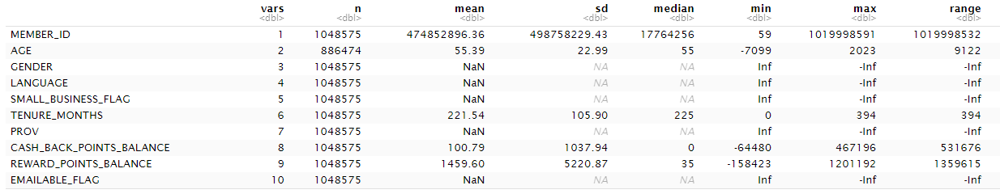 vars n mean sd median min max range
<dbl> <dbl> <dbl> <dbl> <dbl> <dbl> <dbl> <dbl>
MEMBER_ID 1 1048575 474852896.36 498758229.43 17764256 59 1019998591 1019998532
AGE 2 886474 55.39 22.99 55 -7099 2023 9122
GENDER 3 1048575 NaN NA NA Inf -Inf -Inf
LANGUAGE 4 1048575 NaN NA NA Inf -Inf -Inf
SMALL_BUSINESS_FLAG 5 1048575 NaN NA NA Inf -Inf -Inf
TENURE_MONTHS 6 1048575 221.54 105.90 225 0 394 394
PROV 7 1048575 NaN NA NA Inf -Inf -Inf
CASH_BACK_POINTS_BALANCE 8 1048575 100.79 1037.94 0 -64480 467196 531676
REWARD_POINTS_BALANCE 9 1048575 1459.60 5220.87 35 -158423 1201192 1359615
EMAILABLE_FLAG 10 1048575 NaN NA NA Inf -Inf -Inf